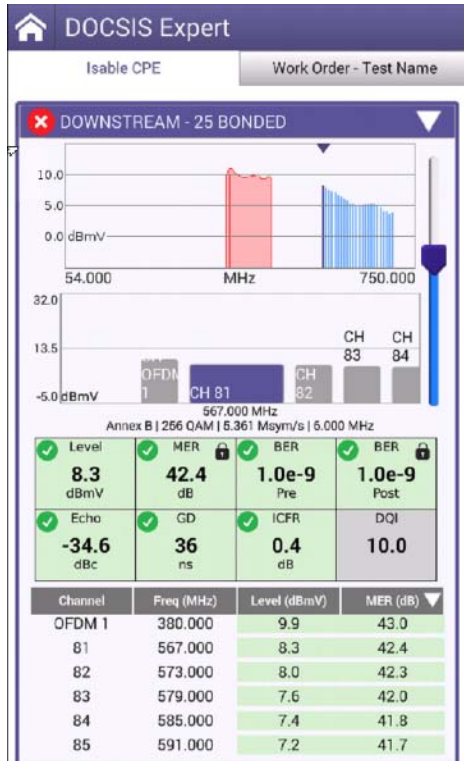 DOCSIS Expert
Isable CPE
Work Order - Test Name
DOWNSTREAM - 25 BONDED
10.0
5.0
0.0 dBmV
54.000 MHz 750.000
32.0
13.5
-5.0 dBmV
OFDM 1
CH 81
CH 82
CH 83
CH 84
567.000 MHz
Annex B | 256 QAM | 5.361 Msym/s | 6.000 MHz
Level
8.3
dBmV
MER
42.4
dB
BER
1.0e-9
Pre
BER
1.0e-9
Post
Echo
-34.6
dBc
GD
36
ns
ICFR
0.4
dB
DQI
10.0
Channel Freq (MHz) Level (dBmV) MER (dB)
OFDM 1 380.000 9.9 43.0
81 567.000 8.3 42.4
82 573.000 8.0 42.3
83 579.000 7.6 42.0
84 585.000 7.4 41.8
85 591.000 7.2 41.7